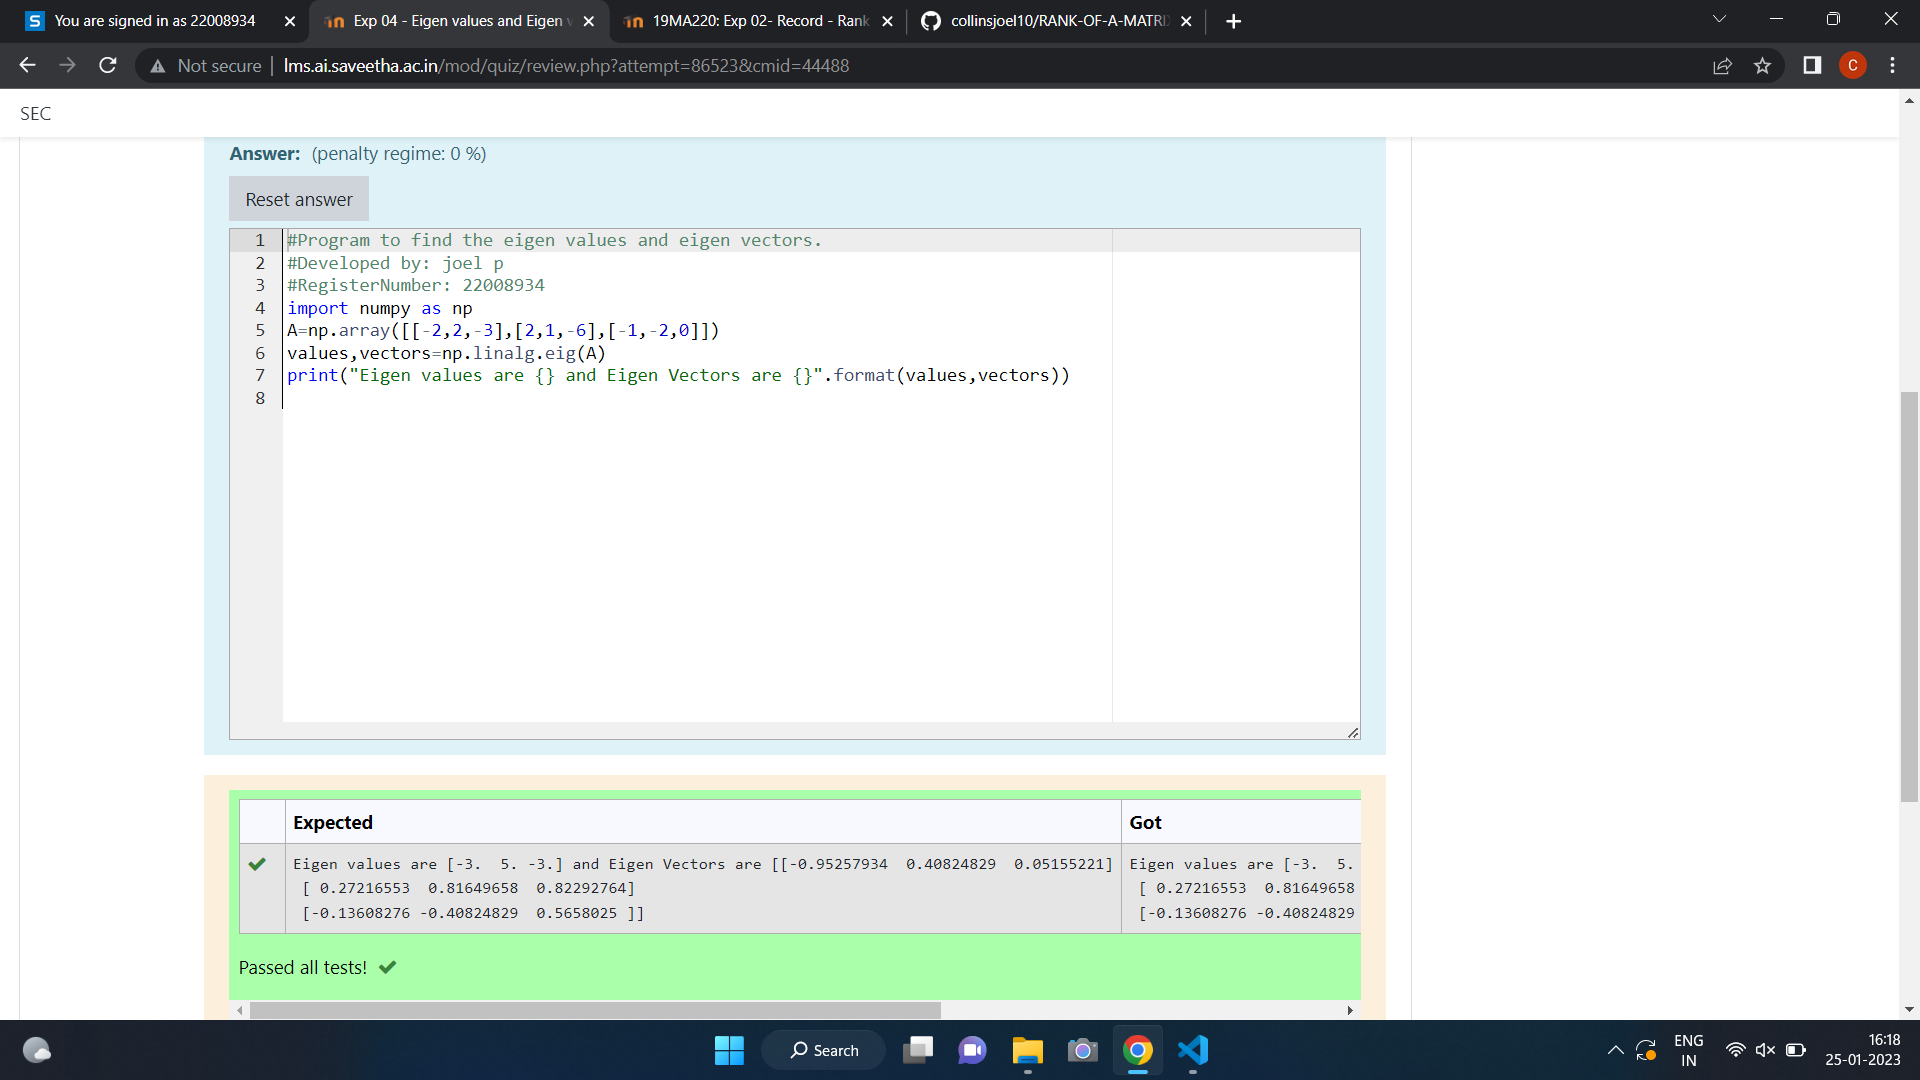 You are signed in as 22008934
Exp 04 - Eigen values and Eigen v
19MA220: Exp 02- Record - Rank
collinsjoel10/RANK-OF-A-MATRI
Not secure
lms.ai.saveetha.ac.in/mod/quiz/review.php?attempt=86523&cmid=44488
C
SEC
Answer: (penalty regime: 0 %)
Reset answer
1 #Program to find the eigen values and eigen vectors.
2 #Developed by: joel p
3 #RegisterNumber: 22008934
4 import numpy as np
5 A=np.array([[-2,2,-3],[2,1,-6],[-1,-2,0]])
6 values,vectors=np.linalg.eig(A)
7 print("Eigen values are {} and Eigen Vectors are {}".format(values,vectors))
8
Expected Got
Eigen values are [-3.  5. -3.] and Eigen Vectors are [[-0.95257934  0.40824829  0.05155221] Eigen values are [-3.  5.
[ 0.27216553  0.81649658  0.82292764] [ 0.27216553  0.81649658
[-0.13608276 -0.40824829  0.5658025 ]] [-0.13608276 -0.40824829
Passed all tests!
Search
ENG
IN
16:18
25-01-2023